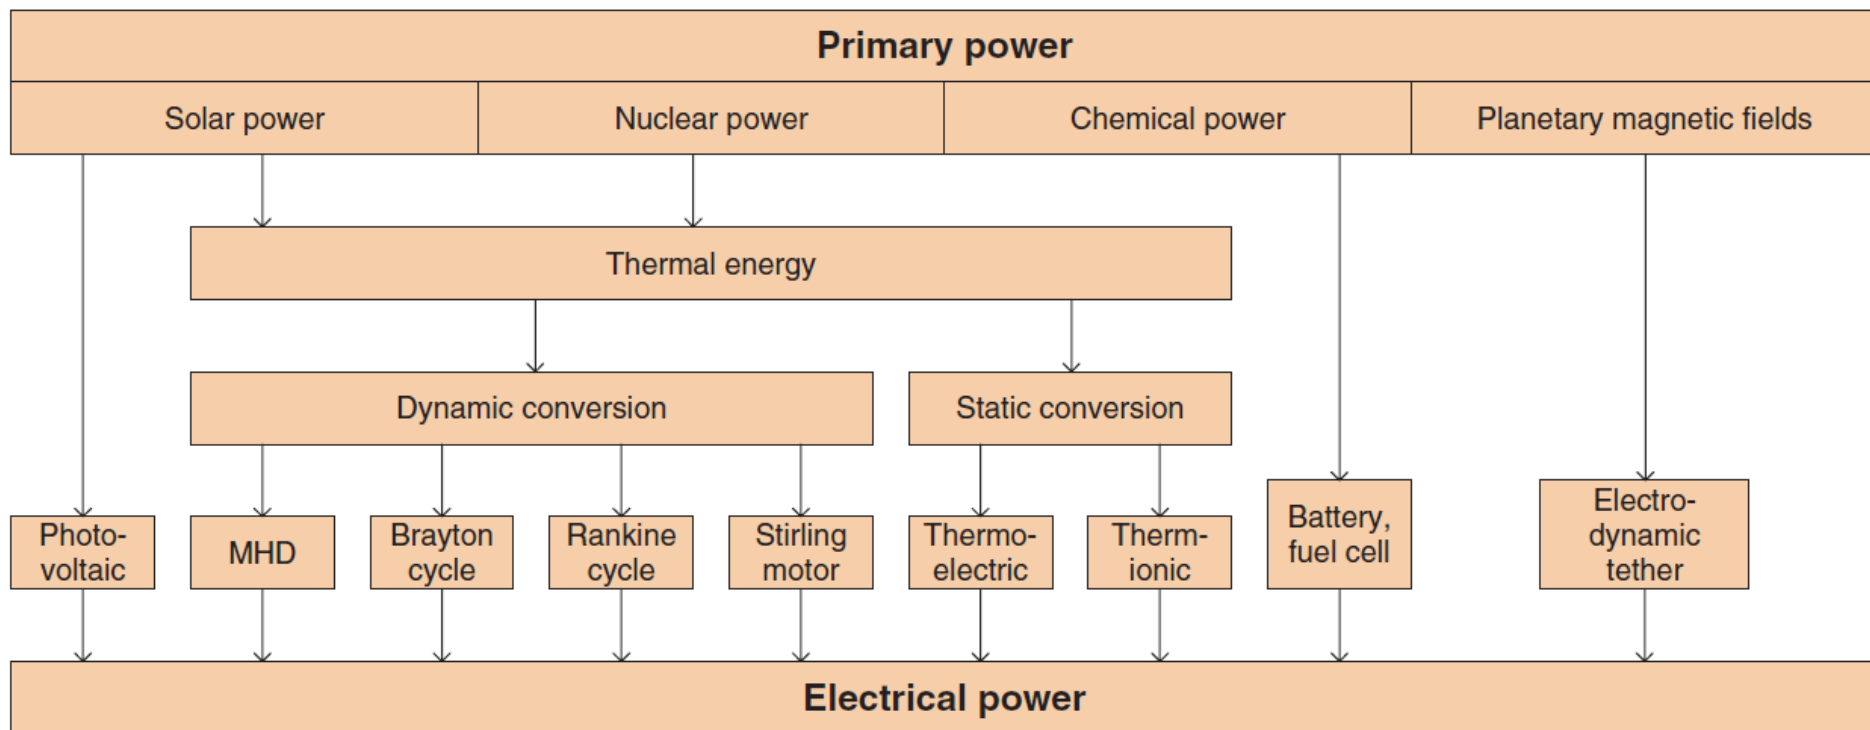 Primary power
Solar power
Nuclear power
Chemical power
Planetary magnetic fields
Thermal energy
Dynamic conversion
Static conversion
Photo-
voltaic
MHD
Brayton
cycle
Rankine
cycle
Stirling
motor
Thermo-
electric
Therm-
ionic
Battery,
fuel cell
Electro-
dynamic
tether
Electrical power